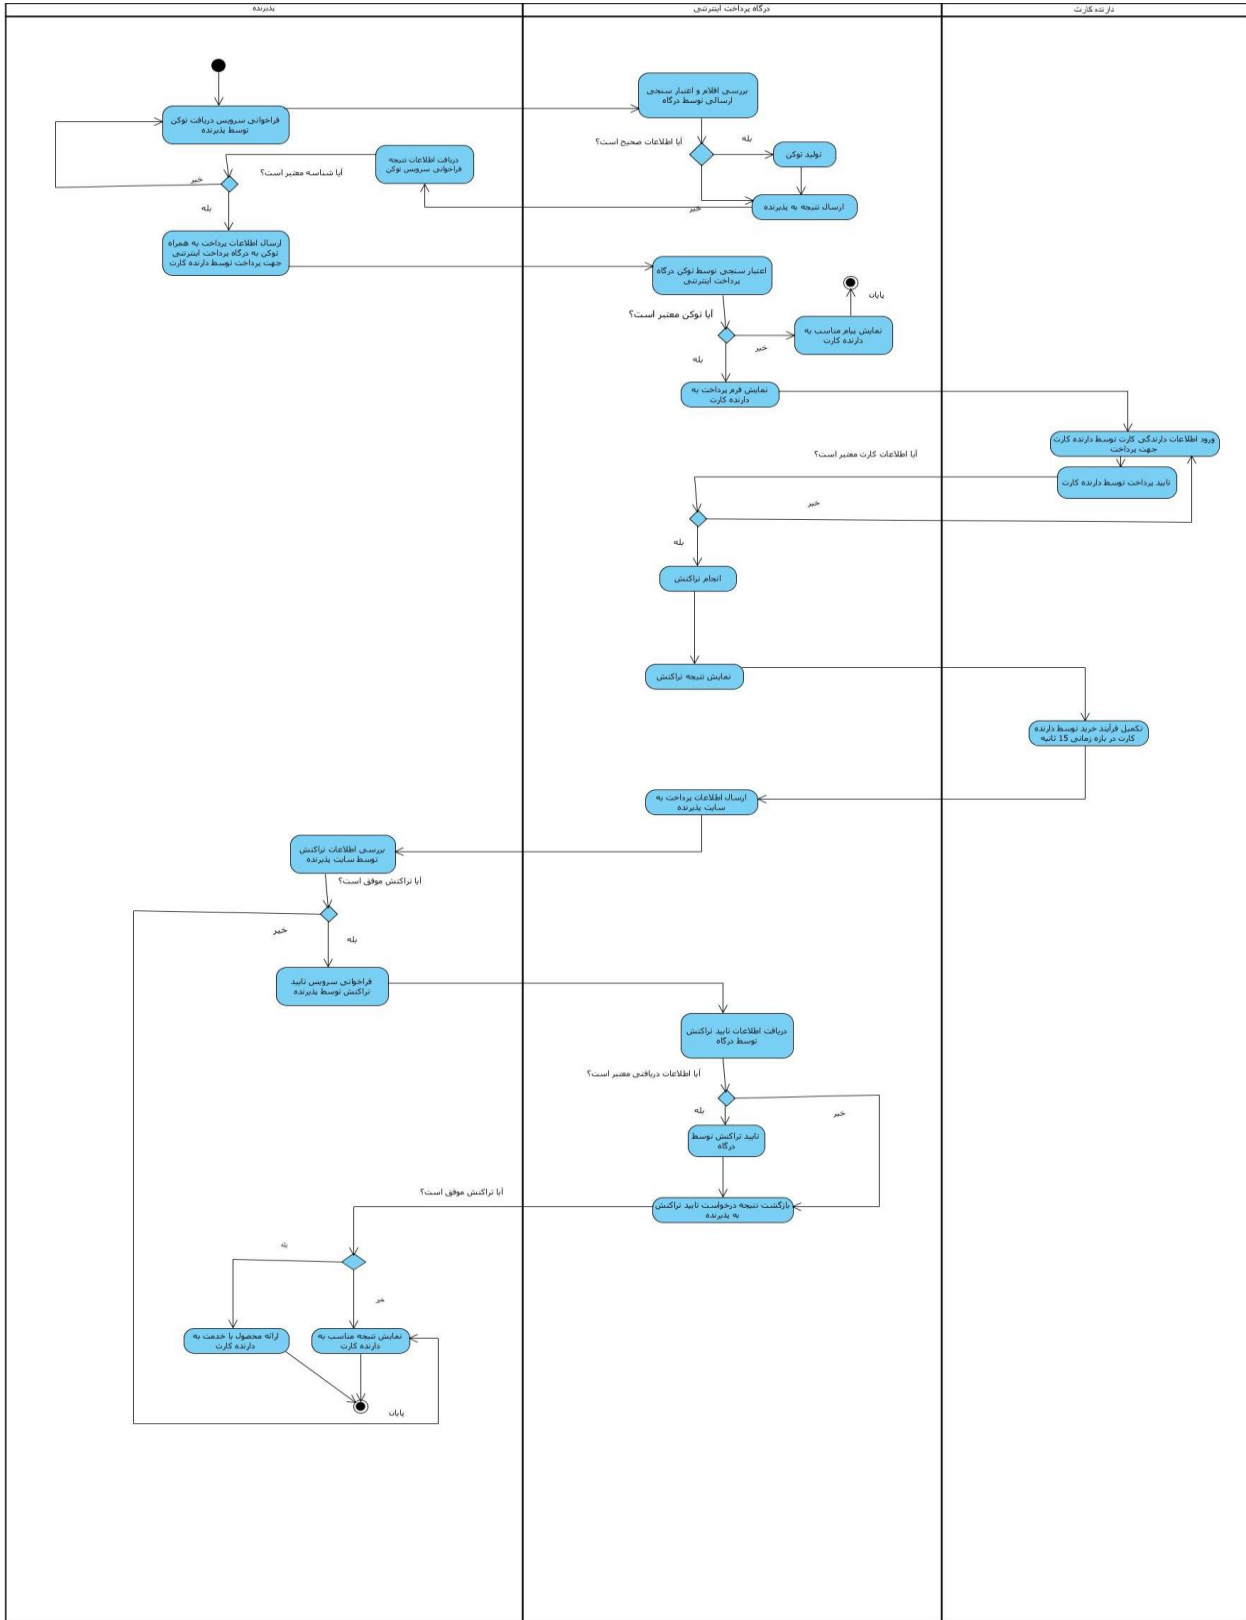 پذیرنده
درگاه پرداخت اینترنتی
دارنده کارت
فراخوانی سرویس دریافت توکن
توسط پذیرنده
بررسی اقلام و اعتبار سنجی
ارسالی توسط درگاه
آیا اطلاعات صحیح است؟
بله
تولید توکن
خیر
ارسال نتیجه به پذیرنده
دریافت اطلاعات نتیجه
فراخوانی سرویس توکن
آیا شناسه معتبر است؟
خیر
بله
ارسال اطلاعات پرداخت به همراه
توکن به درگاه پرداخت اینترنتی
جهت پرداخت توسط دارنده کارت
اعتبار سنجی توسط توکن درگاه
پرداخت اینترنتی
آیا توکن معتبر است؟
خیر
نمایش پیام مناسب به
دارنده کارت
پایان
بله
نمایش فرم پرداخت به
دارنده کارت
ورود اطلاعات دارندگی کارت توسط دارنده کارت
جهت پرداخت
تایید پرداخت توسط دارنده کارت
آیا اطلاعات کارت معتبر است؟
خیر
بله
انجام تراکنش
نمایش نتیجه تراکنش
تکمیل فرآیند خرید توسط دارنده
کارت در بازه زمانی 15 ثانیه
ارسال اطلاعات پرداخت به
سایت پذیرنده
بررسی اطلاعات تراکنش
توسط سایت پذیرنده
آیا تراکنش موفق است؟
خیر
بله
فراخوانی سرویس تایید
تراکنش توسط پذیرنده
دریافت اطلاعات تایید تراکنش
توسط درگاه
آیا اطلاعات دریافتی معتبر است؟
بله
خیر
تایید تراکنش توسط
درگاه
بازگشت نتیجه درخواست تایید تراکنش
به پذیرنده
آیا تراکنش موفق است؟
بله
خیر
ارائه محصول یا خدمت به
دارنده کارت
نمایش نتیجه مناسب به
دارنده کارت
پایان